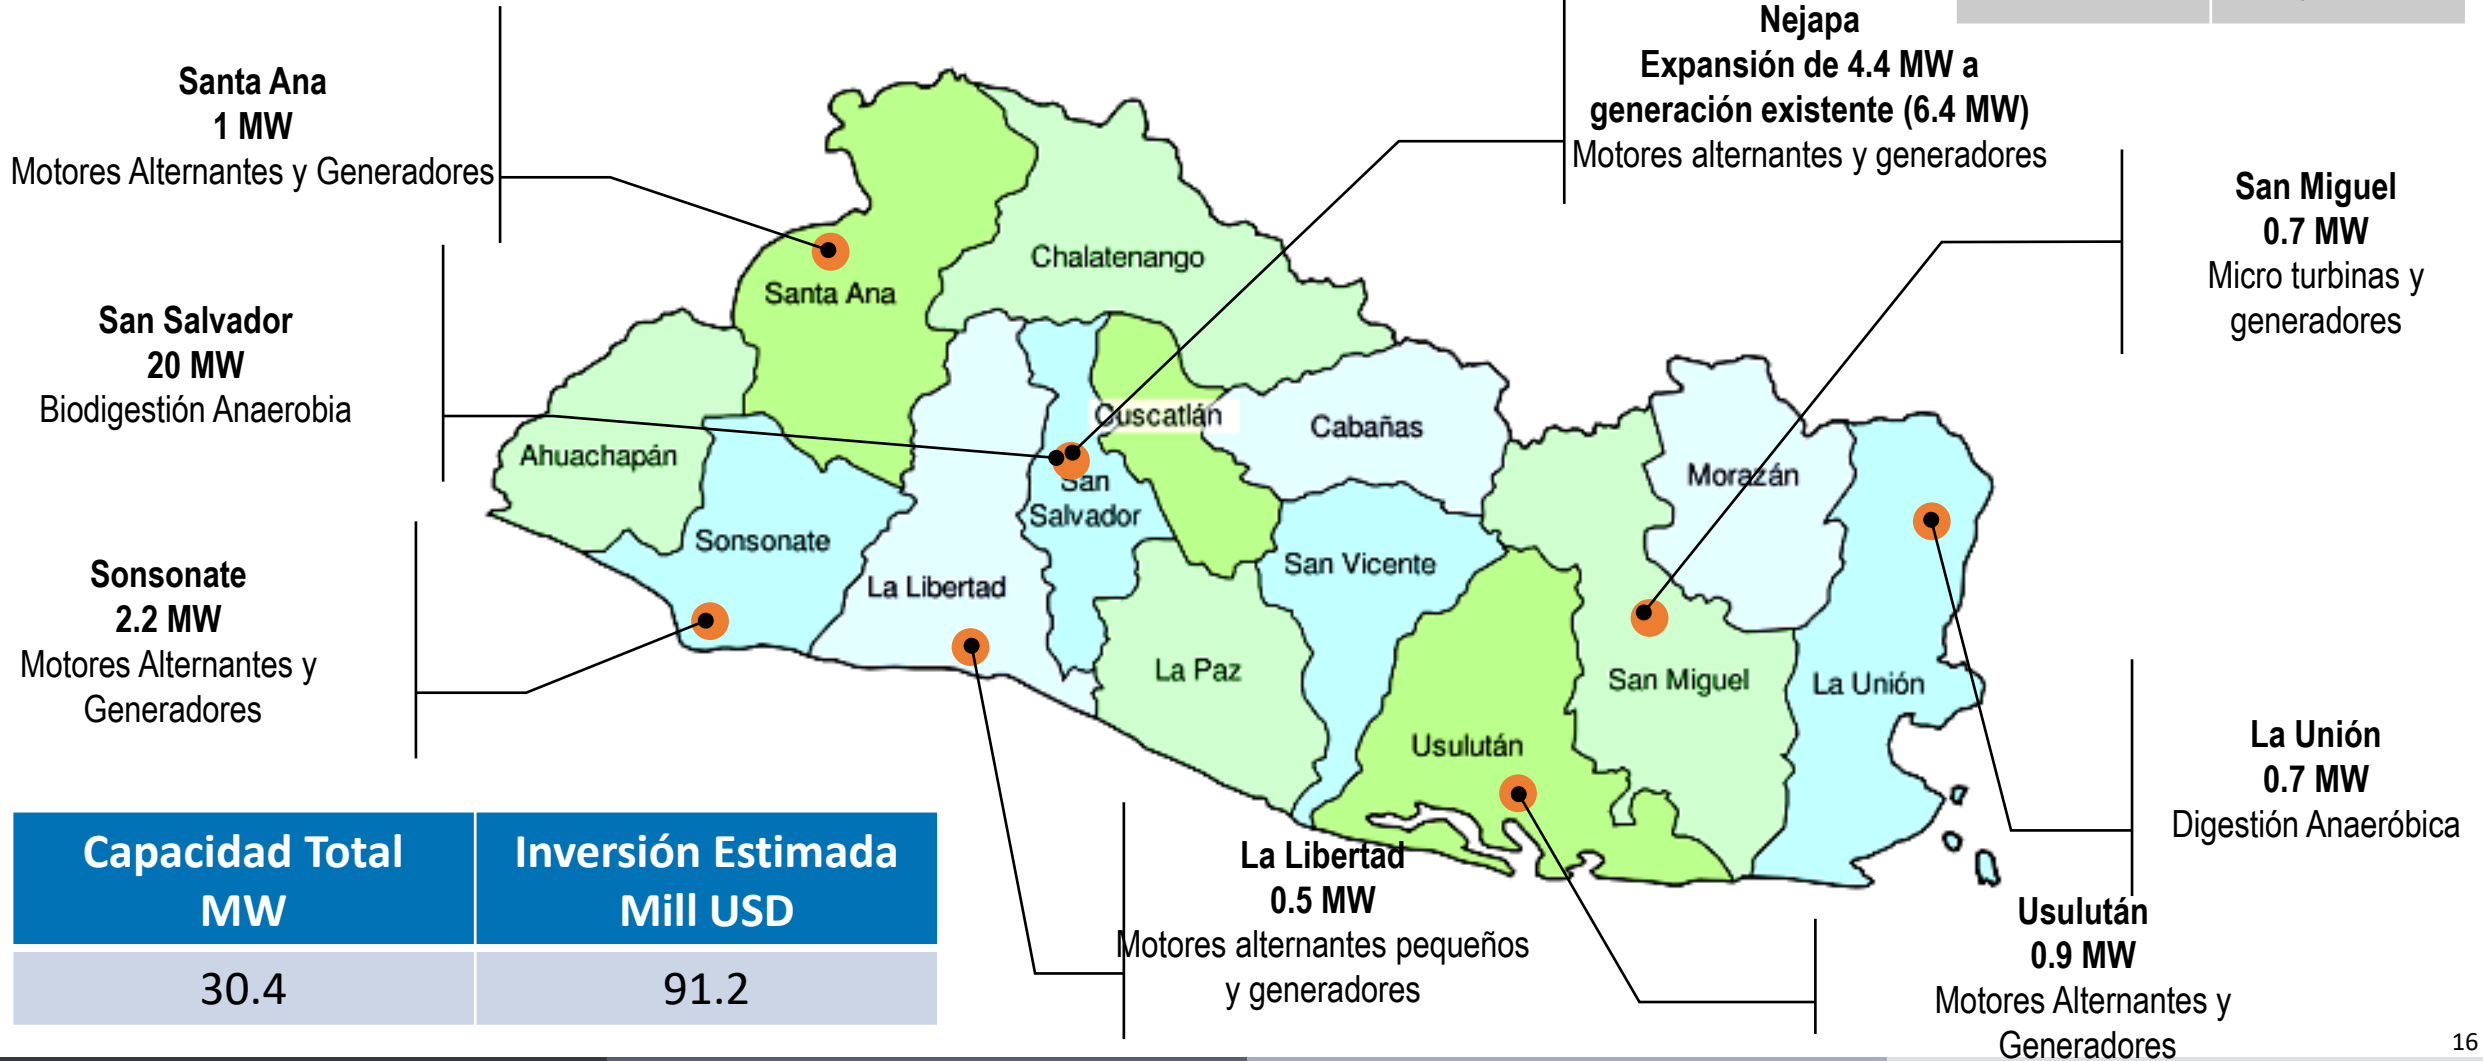 Santa Ana
1 MW
Motores Alternantes y Generadores
San Salvador
20 MW
Biodigestión Anaerobia
Sonsonate
2.2 MW
Motores Alternantes y
Generadores
Nejapa
Expansión de 4.4 MW a
generación existente (6.4 MW)
Motores alternantes y generadores
San Miguel
0.7 MW
Micro turbinas y
generadores
La Unión
0.7 MW
Digestión Anaeróbica
Usulután
0.9 MW
Motores Alternantes y
Generadores
La Libertad
0.5 MW
Motores alternantes pequeños
y generadores
Chalatenango
Santa Ana
Cuscatlán
Cabañas
Ahuachapán
Morazán
San
Salvador
Sonsonate
San Vicente
La Libertad
La Paz
San Miguel
La Unión
Usulután
Capacidad Total
MW
Inversión Estimada
Mill USD
30.4
91.2
16